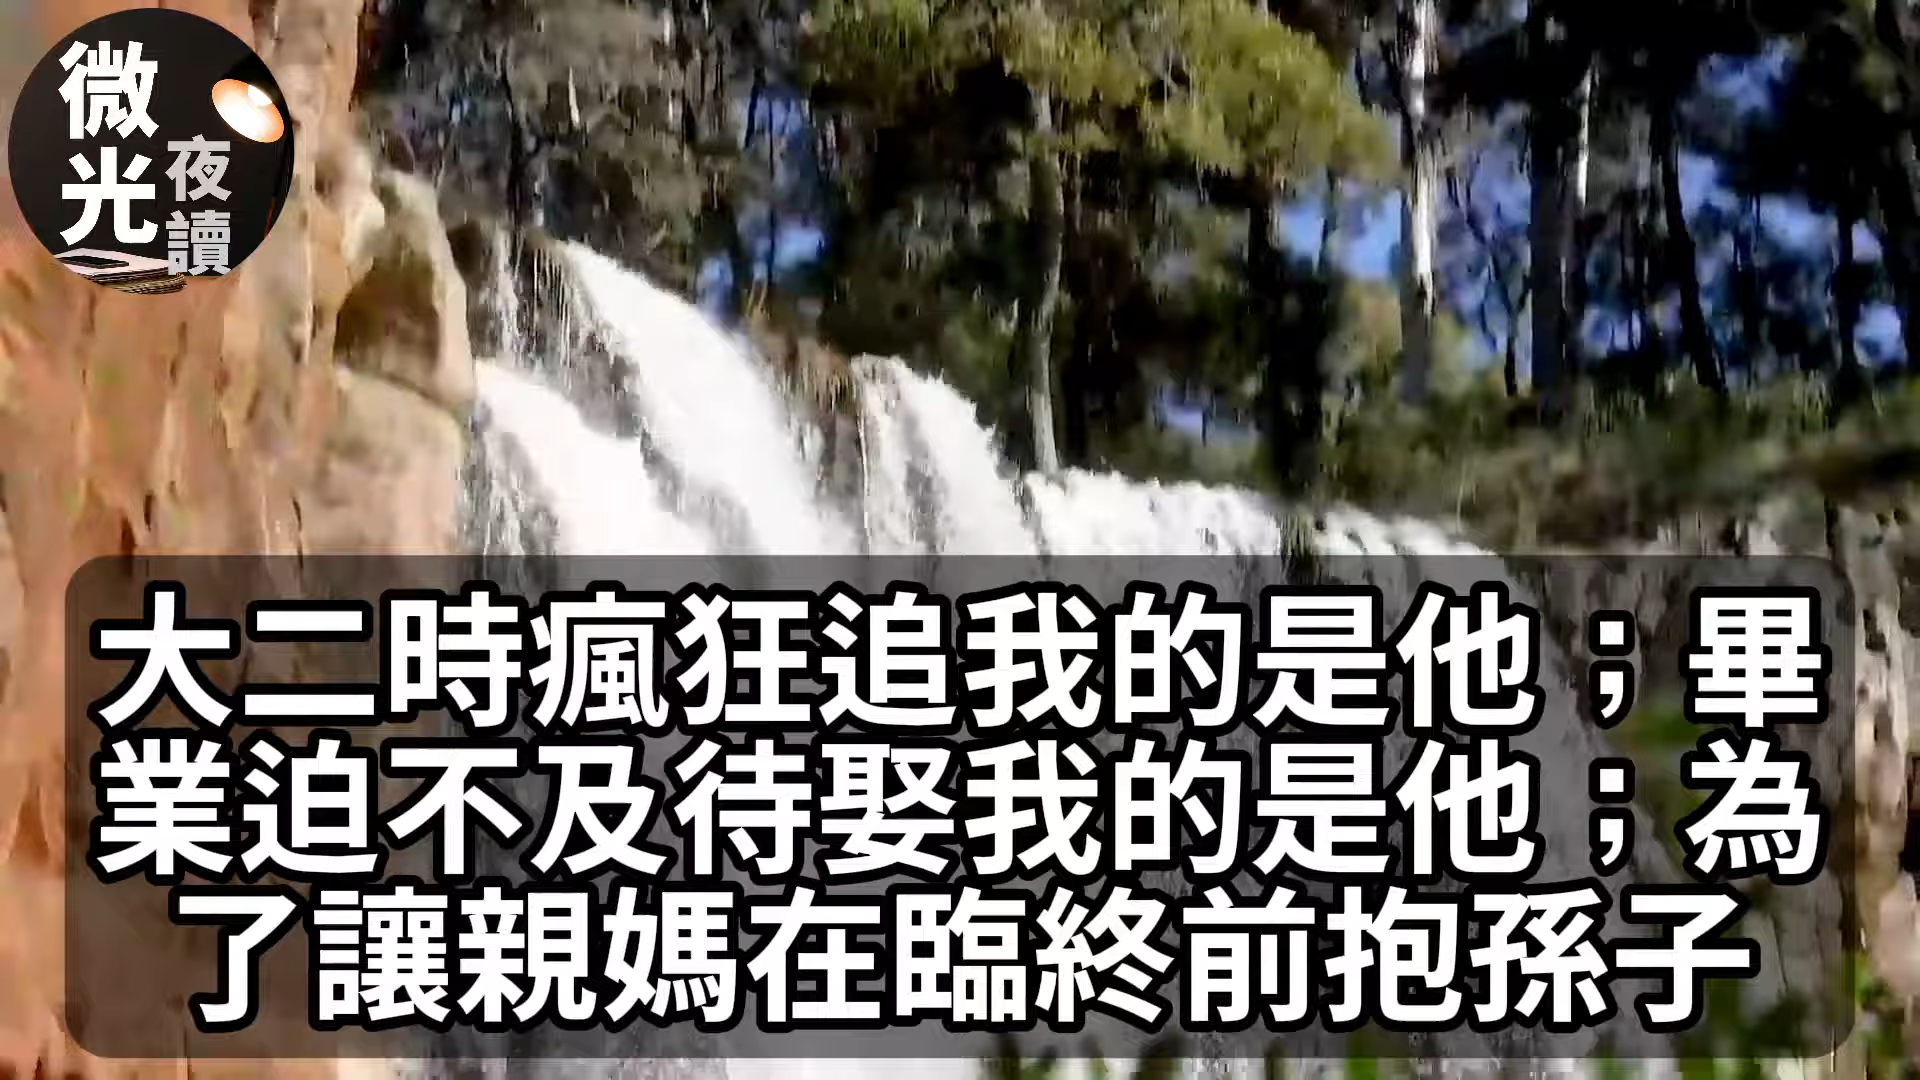 微光
夜讀
大二時瘋狂追我的是他；畢
業迫不及待娶我的是他；為
了讓親媽在臨終前抱孫子